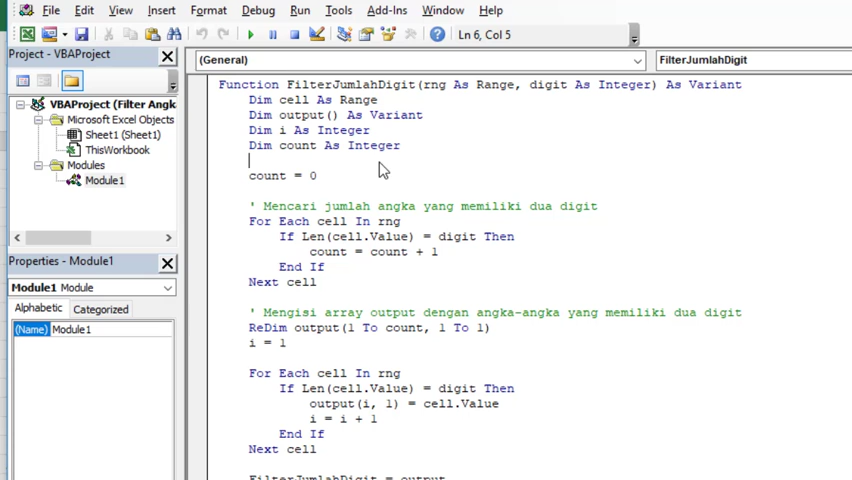 File Edit View Insert Format Debug Run Tools Add-Ins Window Help
Ln 6, Col 5
Project - VBAProject
(General)
FilterJumlahDigit
VBAProject (Filter Angka
Microsoft Excel Objects
Sheet1 (Sheet1)
ThisWorkbook
Modules
Module1
Properties - Module1
Module1 Module
Alphabetic Categorized
(Name) Module1
Function FilterJumlahDigit(rng As Range, digit As Integer) As Variant
Dim cell As Range
Dim output() As Variant
Dim i As Integer
Dim count As Integer
count = 0
' Mencari jumlah angka yang memiliki dua digit
For Each cell In rng
If Len(cell.Value) = digit Then
count = count + 1
End If
Next cell
' Mengisi array output dengan angka-angka yang memiliki dua digit
ReDim output(1 To count, 1 To 1)
i = 1
For Each cell In rng
If Len(cell.Value) = digit Then
output(i, 1) = cell.Value
i = i + 1
End If
Next cell
FilterJumlahDigit = output